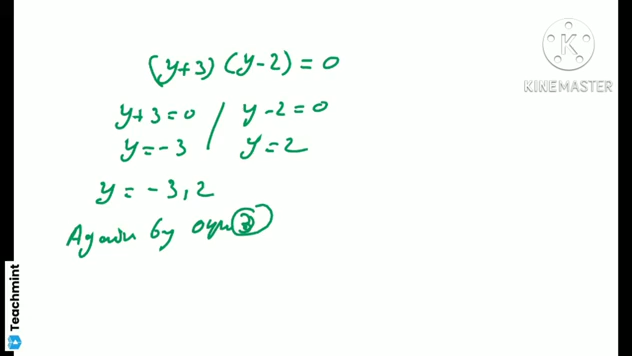 (y+3) (y-2) = 0
y+3=0 / y-2=0
y=-3 y=2
y = -3,2
Again by eqn ③
KINEMASTER
Teachmint